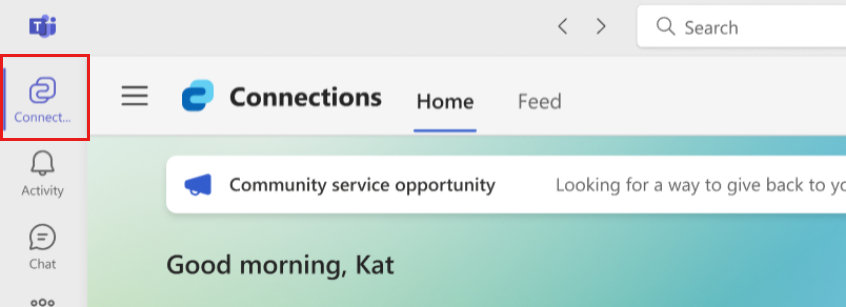 Search
Connect...
Connections
Home
Feed
Activity
Community service opportunity
Looking for a way to give back to
Chat
Good morning, Kat